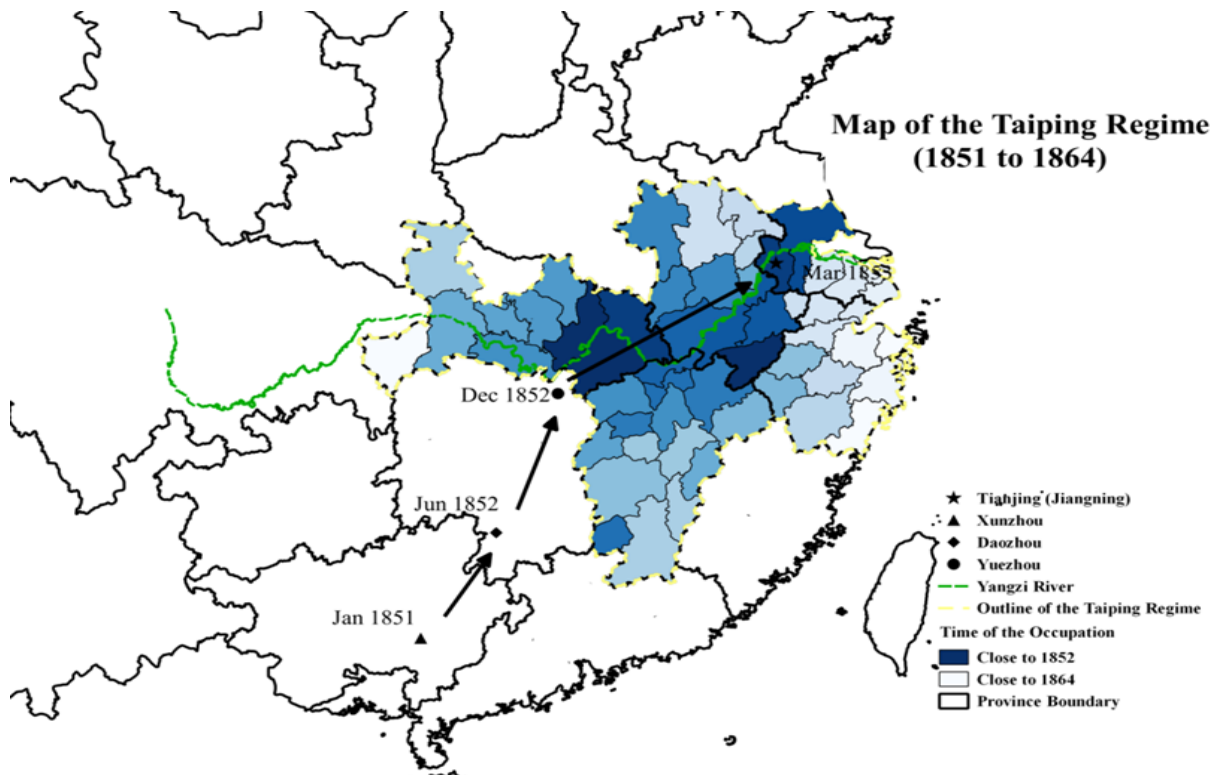 Map of the Taiping Regime
(1851 to 1864)
Mar 1853
Dec 1852
Jun 1852
Jan 1851
Tianjing (Jiangning)
Xunzhou
Daozhou
Yuezhou
Yangzi River
Outline of the Taiping Regime
Time of the Occupation
Close to 1852
Close to 1864
Province Boundary